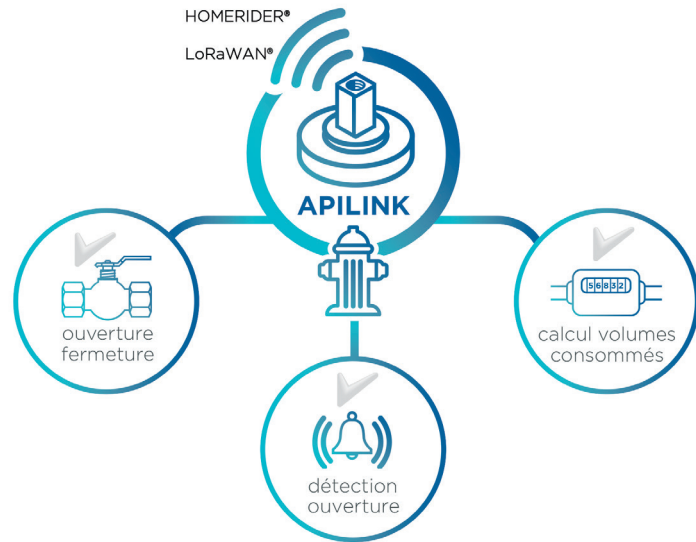 HOMERIDER®
LoRaWAN®
APILINK
ouverture
fermeture
56832
calcul volumes
consommés
détection
ouverture